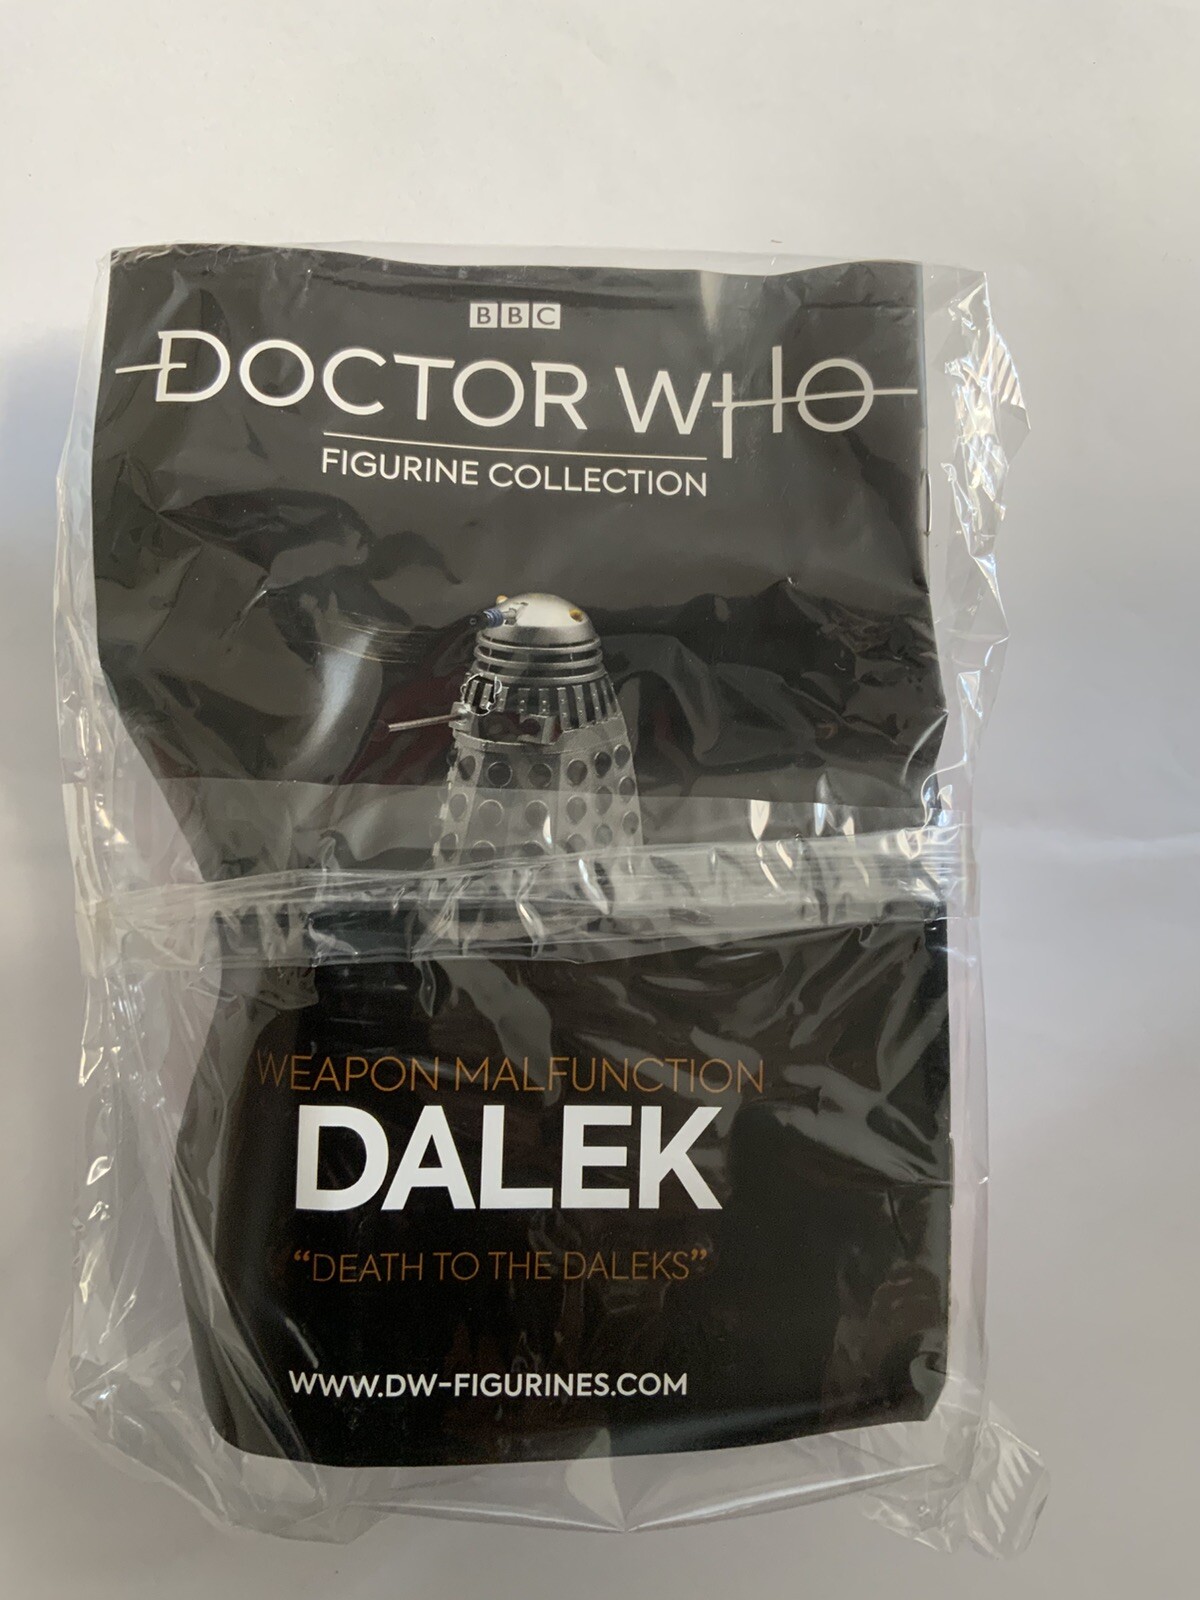 BBC
DOCTOR WHO
FIGURINE COLLECTION
WEAPON MALFUNCTION
DALEK
“DEATH TO THE DALEKS”
WWW.DW-FIGURINES.COM